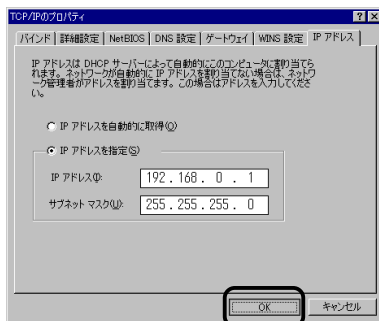 TCP/IPのプロパティ
バインド 詳細設定 NetBIOS DNS 設定 ゲートウェイ WINS 設定 IP アドレス
IP アドレスは DHCP サーバーによって自動的にこのコンピュータに割り当てら
れます。ネットワークが自動的に IP アドレスを割り当てない場合は、ネットワ
ーク管理者がアドレスを割り当てます。この場合はアドレスを入力してくださ
い。
IP アドレスを自動的に取得(O)
IP アドレスを指定(S)
IP アドレス(I): 192.168.0.1
サブネット マスク(U): 255.255.255.0
OK キャンセル